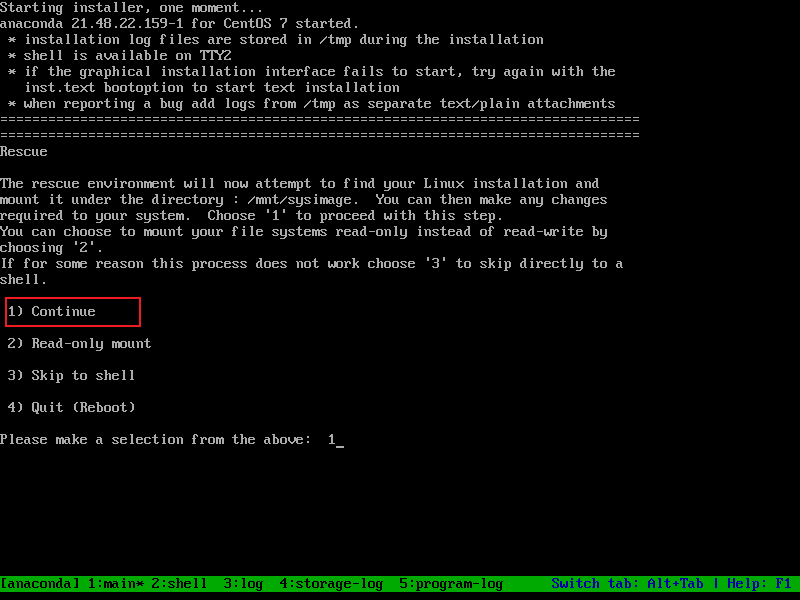 Starting installer, one moment...
anaconda 21.48.22.159-1 for CentOS 7 started.
* installation log files are stored in /tmp during the installation
* shell is available on TTY2
* if the graphical installation interface fails to start, try again with the
inst.text bootoption to start text installation
* when reporting a bug add logs from /tmp as separate text/plain attachments
================================================================================
================================================================================
Rescue
The rescue environment will now attempt to find your Linux installation and
mount it under the directory : /mnt/sysimage.  You can then make any changes
required to your system.  Choose '1' to proceed with this step.
You can choose to mount your file systems read-only instead of read-write by
choosing '2'.
If for some reason this process does not work choose '3' to skip directly to a
shell.
1) Continue
2) Read-only mount
3) Skip to shell
4) Quit (Reboot)
Please make a selection from the above:  1_
[anaconda] 1:main* 2:shell  3:log  4:storage-log  5:program-log      Switch tab: Alt+Tab | Help: F1